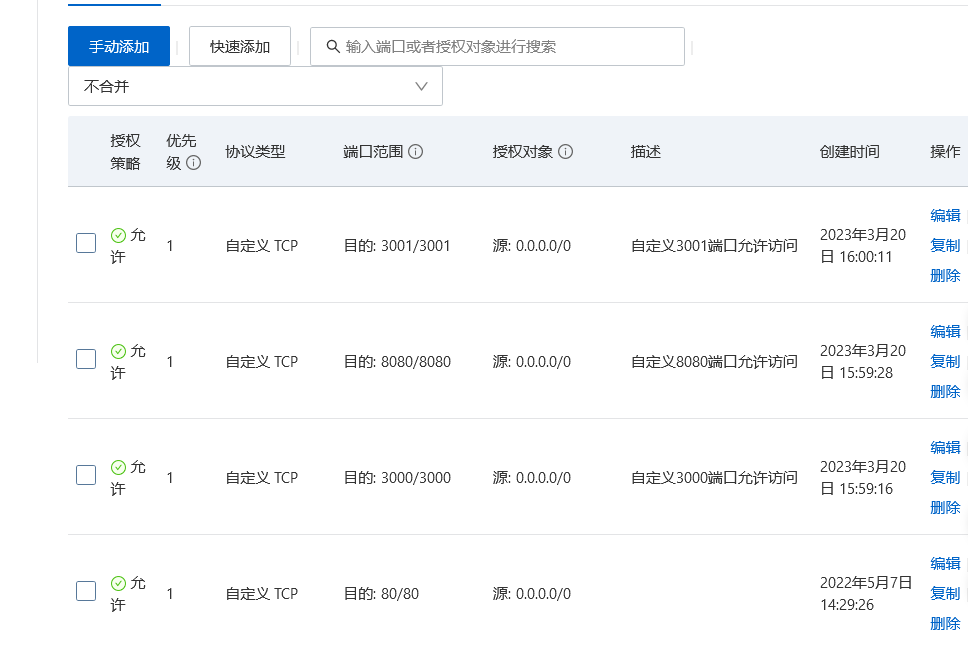 手动添加
快速添加
输入端口或者授权对象进行搜索
不合并
授权策略
优先级
协议类型
端口范围
授权对象
描述
创建时间
操作
允许
1
自定义 TCP
目的: 3001/3001
源: 0.0.0.0/0
自定义3001端口允许访问
2023年3月20日 16:00:11
编辑
复制
删除
允许
1
自定义 TCP
目的: 8080/8080
源: 0.0.0.0/0
自定义8080端口允许访问
2023年3月20日 15:59:28
编辑
复制
删除
允许
1
自定义 TCP
目的: 3000/3000
源: 0.0.0.0/0
自定义3000端口允许访问
2023年3月20日 15:59:16
编辑
复制
删除
允许
1
自定义 TCP
目的: 80/80
源: 0.0.0.0/0
2022年5月7日 14:29:26
编辑
复制
删除